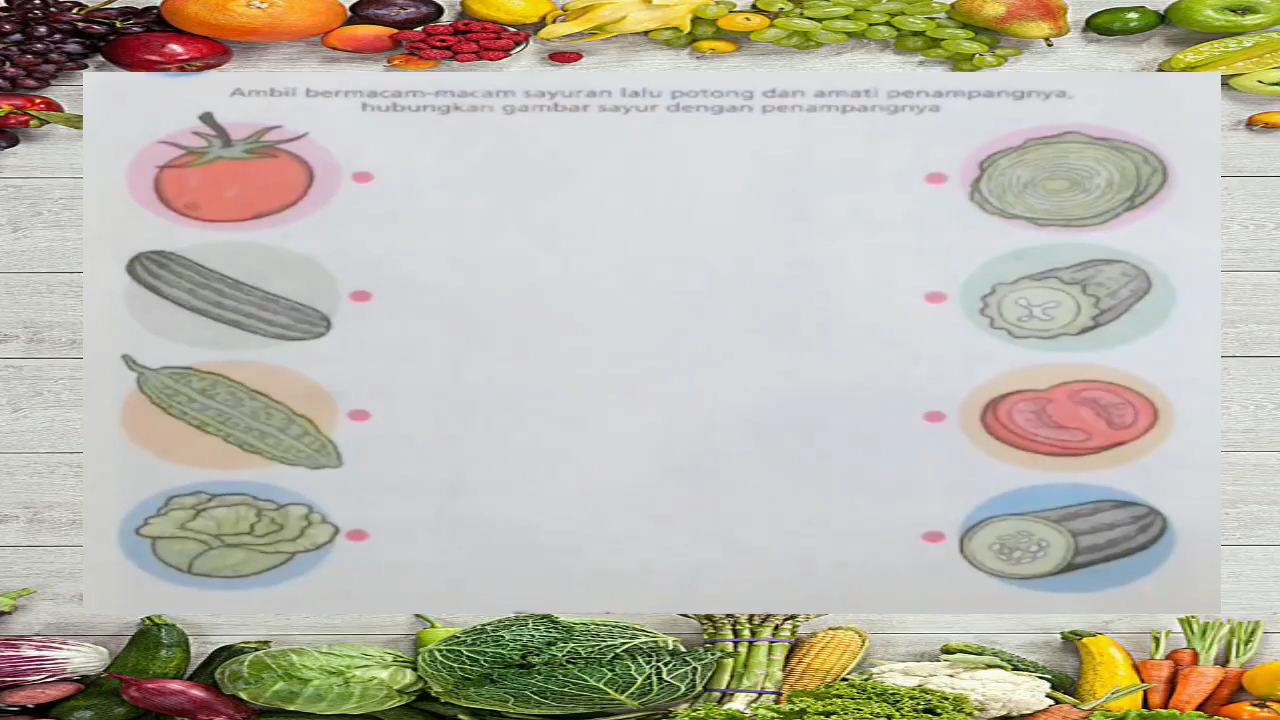 Ambil bermacam-macam sayuran lalu potong dan amati penampangnya,
hubungkan gambar sayur dengan penampangnya